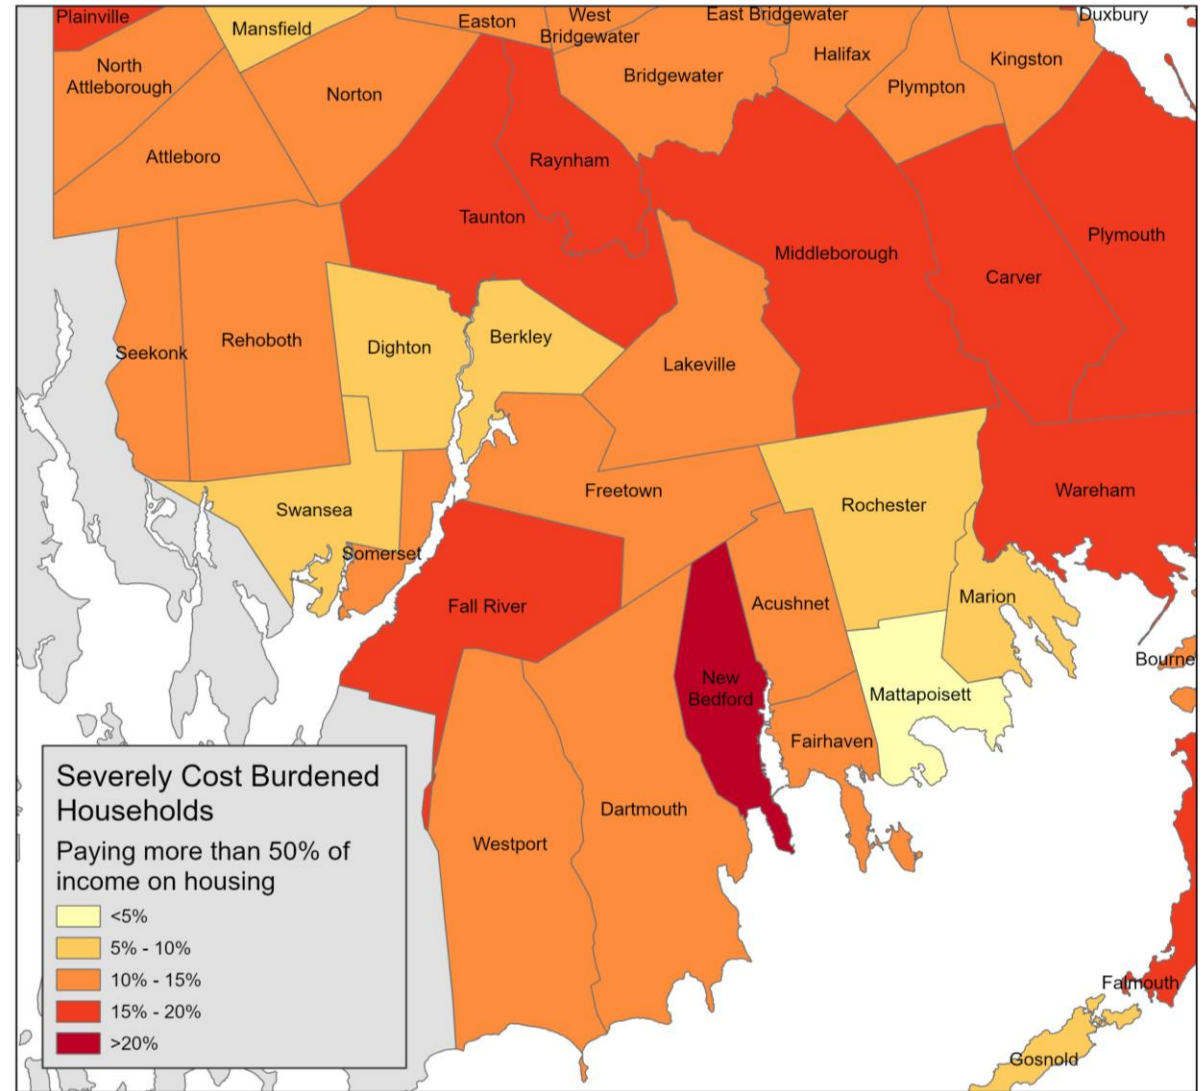 Plainville
Mansfield
Easton
West
Bridgewater
East Bridgewater
Duxbury
North
Attleborough
Norton
Bridgewater
Halifax
Kingston
Plympton
Attleboro
Raynham
Taunton
Middleborough
Plymouth
Carver
Seekonk
Rehoboth
Dighton
Berkley
Lakeville
Swansea
Freetown
Rochester
Wareham
Somerset
Fall River
Acushnet
Marion
New
Bedford
Mattapoisett
Bourne
Fairhaven
Dartmouth
Westport
Falmouth
Gosnold
Severely Cost Burdened
Households
Paying more than 50% of
income on housing
<5%
5% - 10%
10% - 15%
15% - 20%
>20%